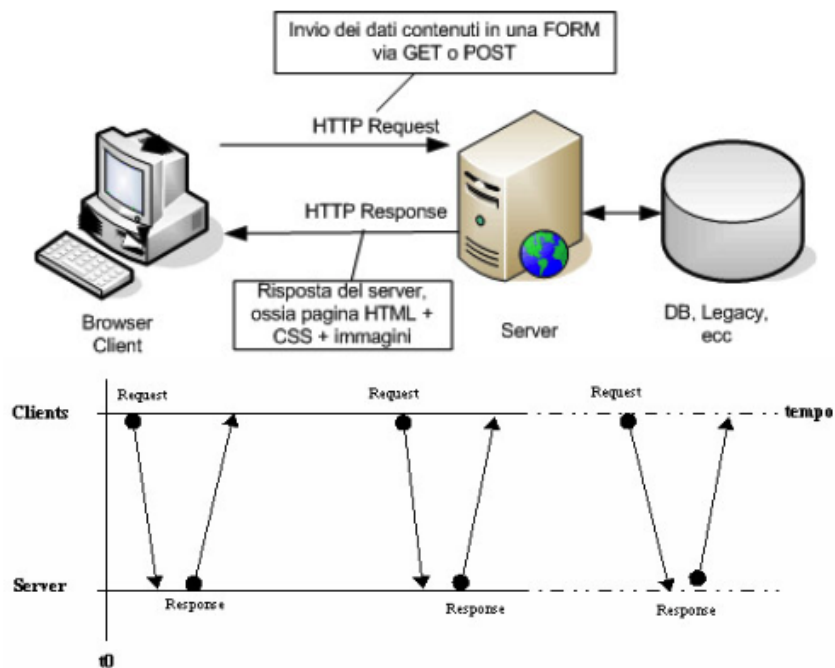 Invio dei dati contenuti in una FORM
via GET o POST
HTTP Request
HTTP Response
Risposta del server,
ossia pagina HTML +
CSS + immagini
Browser
Client
Server
DB, Legacy,
ecc
Request
Request
Request
Clients
tempo
Server
Response
Response
Response
t0